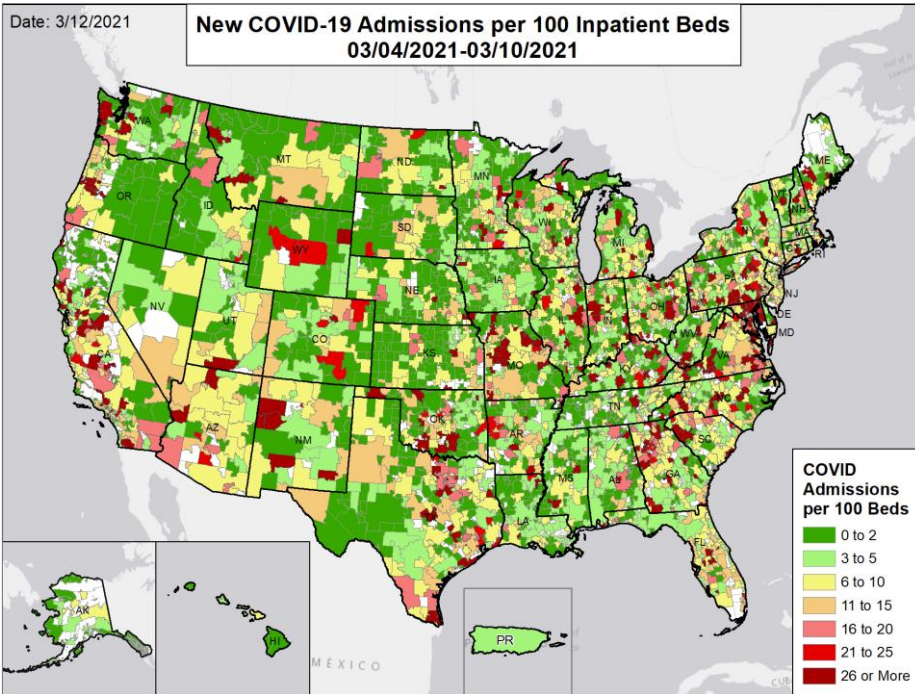 Date: 3/12/2021
New COVID-19 Admissions per 100 Inpatient Beds
03/04/2021-03/10/2021
WA
MT
ND
MN
ME
OR
ID
WY
SD
WI
MI
NY
VT
NH
MA
CT
RI
NV
UT
CO
NE
IA
IN
OH
PA
NJ
DE
MD
CA
KS
MO
KY
WV
VA
AZ
NM
OK
AR
TN
NC
SC
MS
AL
GA
LA
FL
AK
HI
PR
MÉXICO
COVID
Admissions
per 100 Beds
0 to 2
3 to 5
6 to 10
11 to 15
16 to 20
21 to 25
26 or More